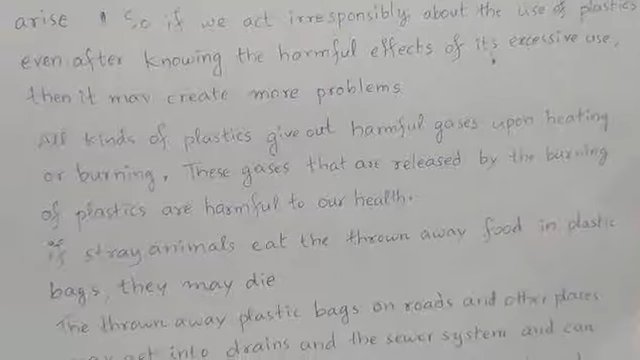 arise . So if we act irresponsibly about the use of plastics
even after knowing the harmful effects of its excessive use,
then it may create more problems
All kinds of plastics give out harmful gases upon heating
or burning. These gases that are released by the burning
of plastics are harmful to our health.
If stray animals eat the thrown away food in plastic
bags, they may die
The thrown away plastic bags on roads and other places
may get into drains and the sewer system and can